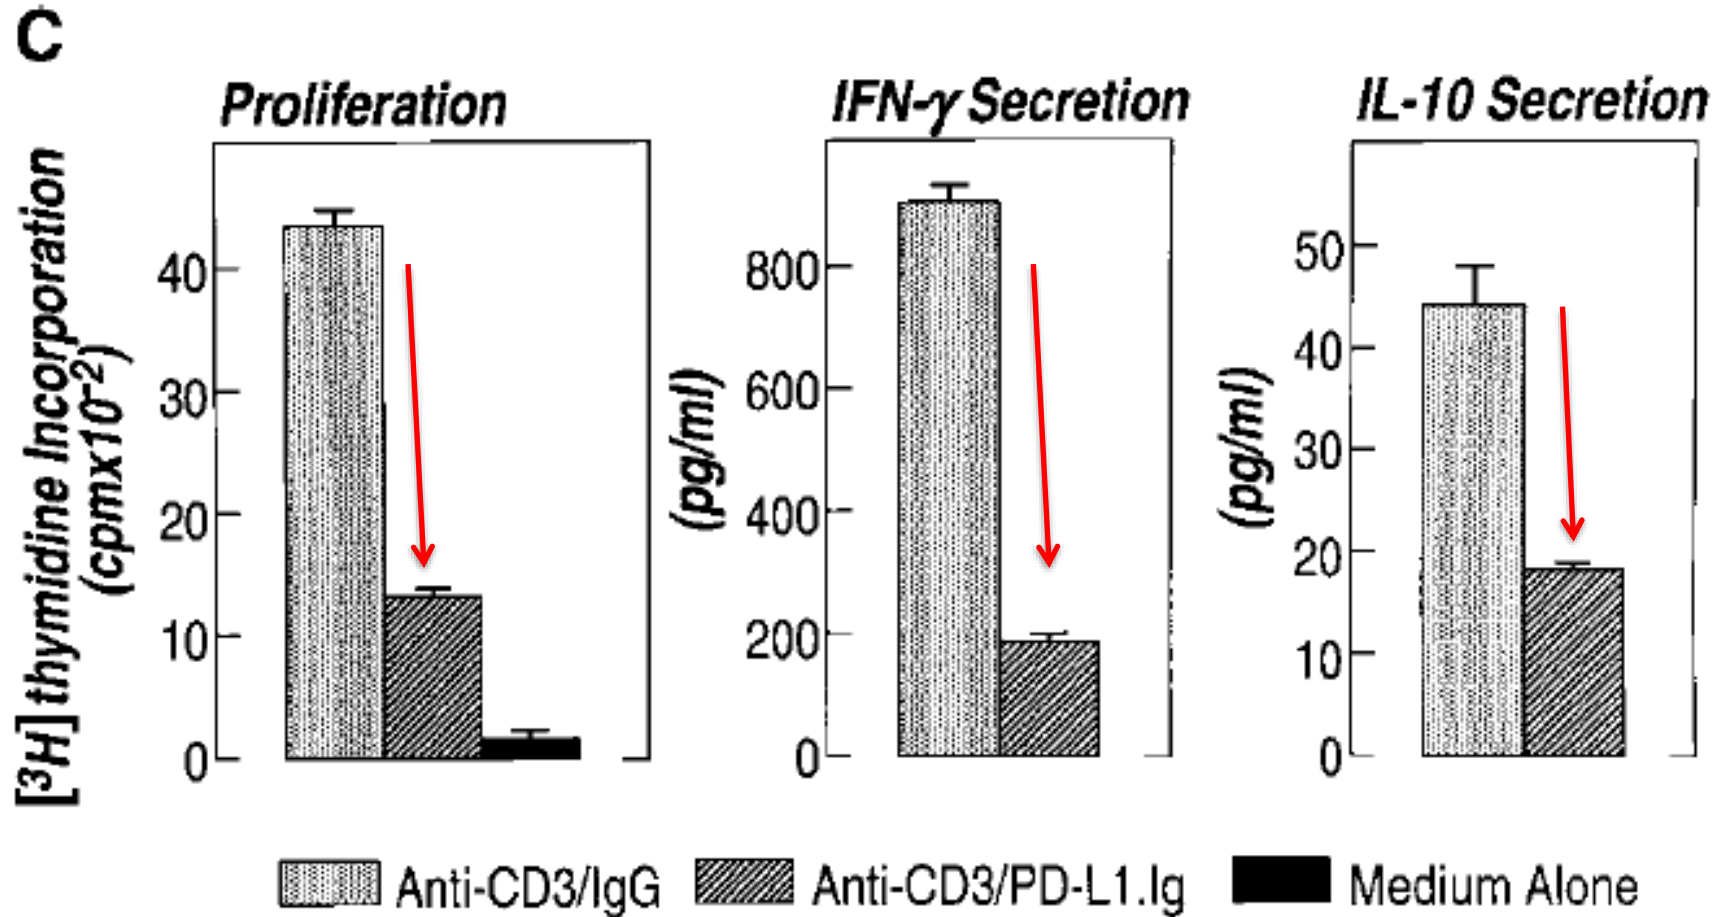 C
Proliferation
[³H] thymidine Incorporation
(cpmx10⁻²)
40
30
20
10
0
IFN-γ Secretion
(pg/ml)
800
600
400
200
0
IL-10 Secretion
(pg/ml)
50
40
30
20
10
0
Anti-CD3/IgG
Anti-CD3/PD-L1.Ig
Medium Alone